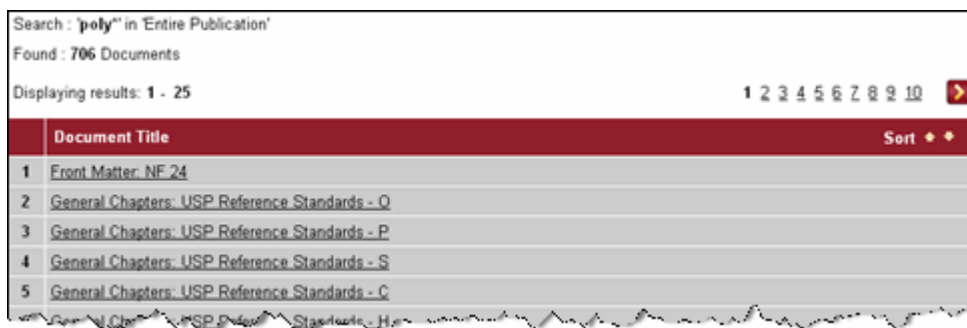 Search : 'poly*' in 'Entire Publication'
Found : 706 Documents
Displaying results: 1 - 25
1 2 3 4 5 6 7 8 9 10
Document Title Sort
1 Front Matter: NF 24
2 General Chapters: USP Reference Standards - O
3 General Chapters: USP Reference Standards - P
4 General Chapters: USP Reference Standards - S
5 General Chapters: USP Reference Standards - C
Standards - H